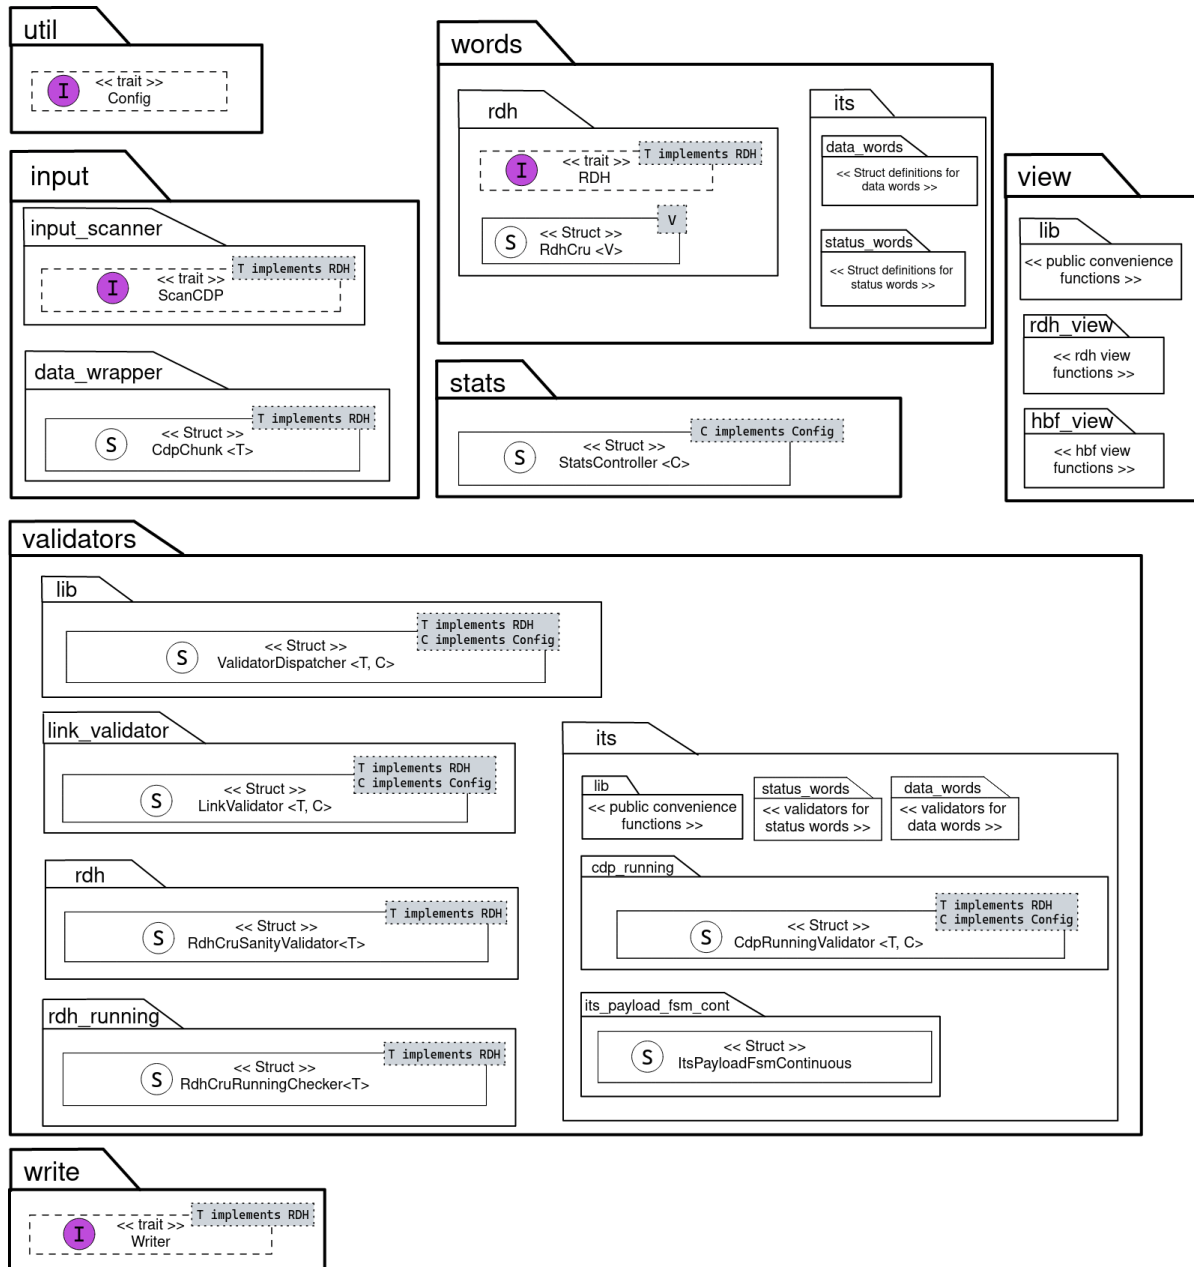 util
I
<< trait >>
Config
input
input_scanner
T implements RDH
I
<< trait >>
ScanCDP
data_wrapper
T implements RDH
S
<< Struct >>
CdpChunk <T>
words
rdh
T implements RDH
I
<< trait >>
RDH
V
S
<< Struct >>
RdhCru <V>
its
data_words
<< Struct definitions for
data words >>
status_words
<< Struct definitions for
status words >>
stats
C implements Config
S
<< Struct >>
StatsController <C>
view
lib
<< public convenience
functions >>
rdh_view
<< rdh view
functions >>
hbf_view
<< hbf view
functions >>
validators
lib
T implements RDH
C implements Config
S
<< Struct >>
ValidatorDispatcher <T, C>
link_validator
T implements RDH
C implements Config
S
<< Struct >>
LinkValidator <T, C>
rdh
T implements RDH
S
<< Struct >>
RdhCruSanityValidator<T>
rdh_running
T implements RDH
S
<< Struct >>
RdhCruRunningChecker<T>
its
lib
<< public convenience
functions >>
status_words
<< validators for
status words >>
data_words
<< validators for
data words >>
cdp_running
T implements RDH
C implements Config
S
<< Struct >>
CdpRunningValidator <T, C>
its_payload_fsm_cont
S
<< Struct >>
ItsPayloadFsmContinuous
write
T implements RDH
I
<< trait >>
Writer